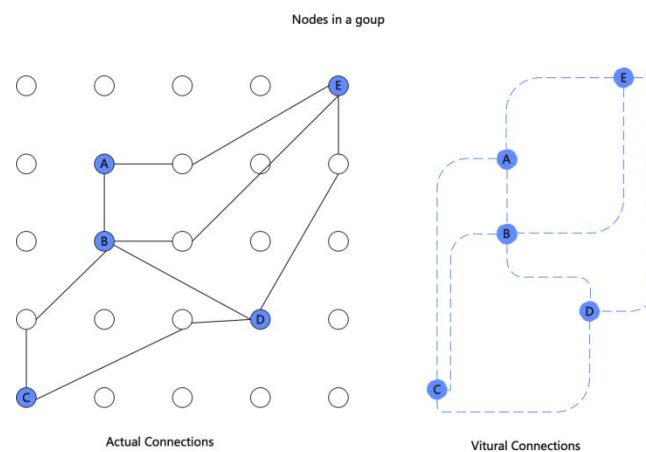 Nodes in a goup
E
A
B
D
C
Actual Connections
E
A
B
D
C
Vitural Connections